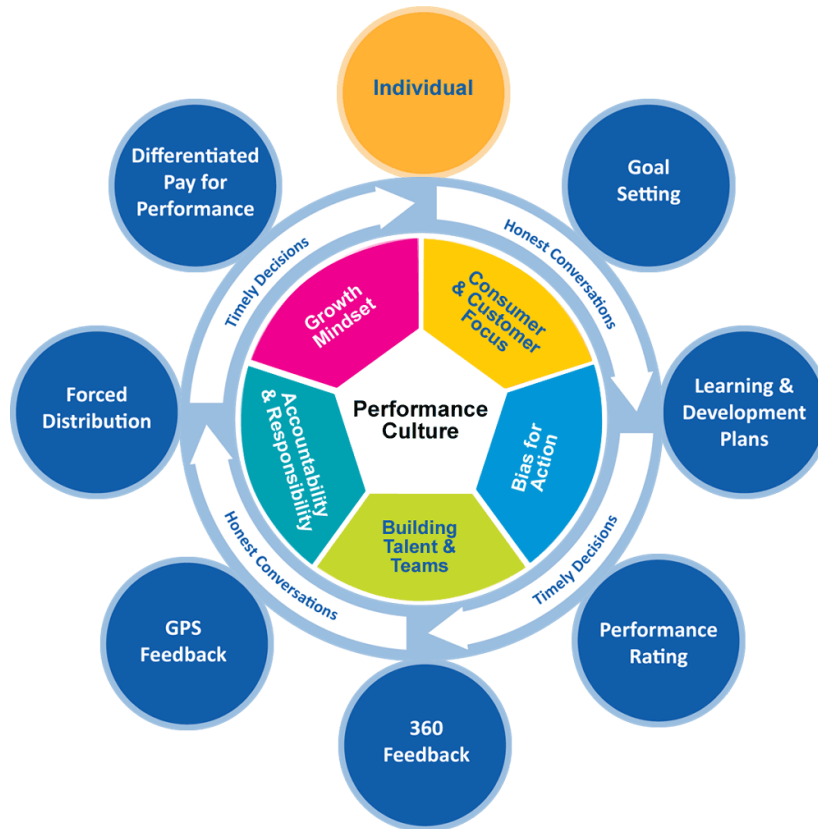 Individual
Goal
Setting
Learning &
Development
Plans
Performance
Rating
360
Feedback
GPS
Feedback
Forced
Distribution
Differentiated
Pay for
Performance
Honest Conversations
Timely Decisions
Honest Conversations
Timely Decisions
Consumer
& Customer
Focus
Bias for
Action
Building
Talent &
Teams
Accountability
& Responsibility
Growth
Mindset
Performance
Culture